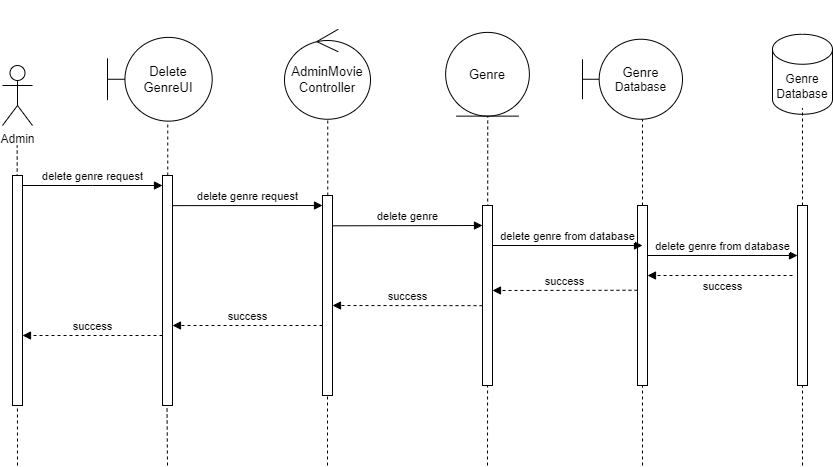 Delete
GenreUI
AdminMovie
Controller
Genre
Genre
Database
Genre
Database
Admin
delete genre request
delete genre request
delete genre
delete genre from database
delete genre from database
success
success
success
success
success